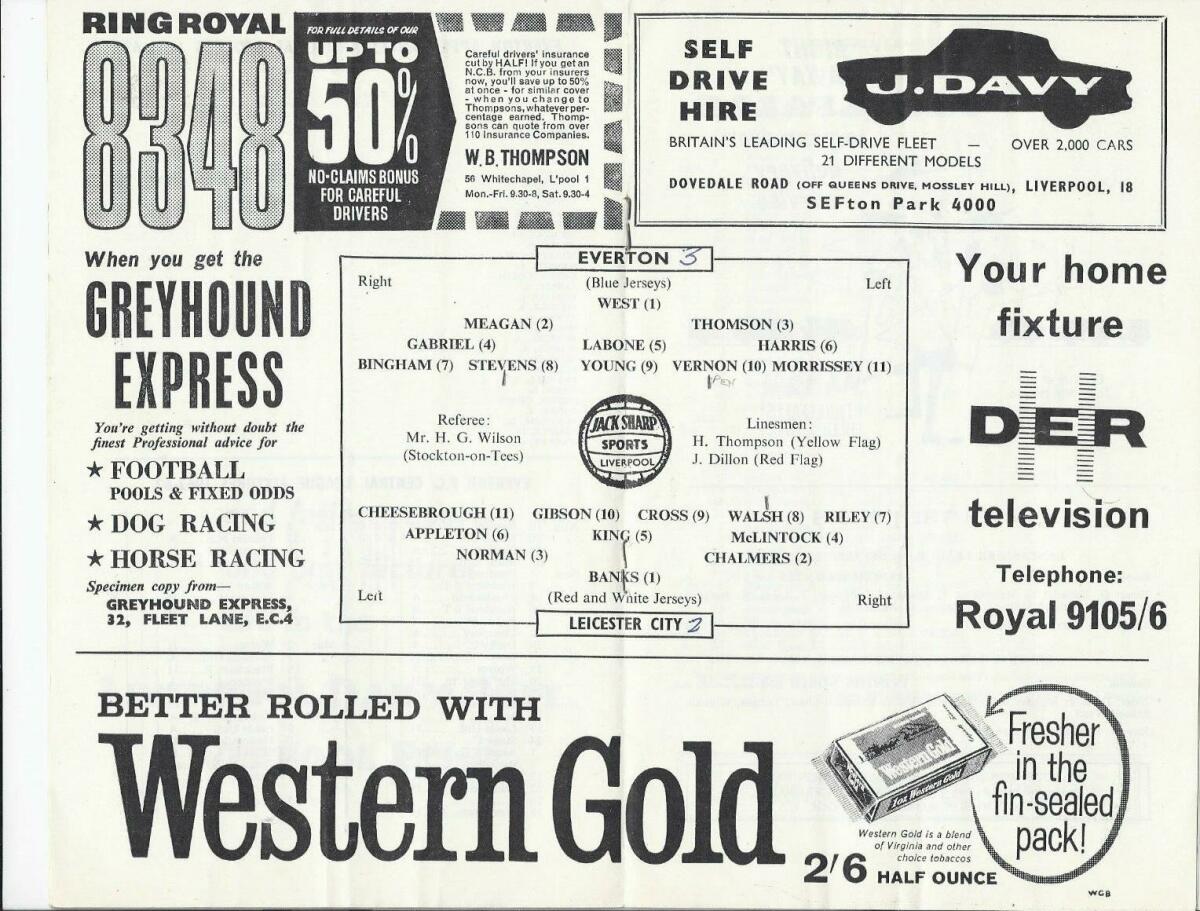 RING ROYAL
8348
FOR FULL DETAILS OF OUR
UP TO
50%
NO-CLAIMS BONUS
FOR CAREFUL
DRIVERS
Careful drivers' insurance
cut by HALF! If you get an
N.C.B. from your insurers
now, you'll save up to 50%
at once - for similar cover
- when you change to
Thompsons, whatever per-
centage earned. Thomp-
sons can quote from over
110 Insurance Companies.
W. B. THOMPSON
56 Whitechapel, L'pool 1
Mon.-Fri. 9.30-8, Sat. 9.30-4
SELF
DRIVE
HIRE
J. DAVY
BRITAIN'S LEADING SELF-DRIVE FLEET — OVER 2,000 CARS
21 DIFFERENT MODELS
DOVEDALE ROAD (OFF QUEENS DRIVE, MOSSLEY HILL), LIVERPOOL, 18
SEFton Park 4000
When you get the
GREYHOUND
EXPRESS
You're getting without doubt the
finest Professional advice for
★ FOOTBALL
POOLS & FIXED ODDS
★ DOG RACING
★ HORSE RACING
Specimen copy from—
GREYHOUND EXPRESS,
32, FLEET LANE, E.C.4
EVERTON 3
Right (Blue Jerseys) Left
WEST (1)
MEAGAN (2) THOMSON (3)
GABRIEL (4) LABONE (5) HARRIS (6)
BINGHAM (7) STEVENS (8) YOUNG (9) VERNON (10) MORRISSEY (11)
PEN
Referee:
Mr. H. G. Wilson
(Stockton-on-Tees)
JACK SHARP
SPORTS
LIVERPOOL
Linesmen:
H. Thompson (Yellow Flag)
J. Dillon (Red Flag)
CHEESEBROUGH (11) GIBSON (10) CROSS (9) WALSH (8) RILEY (7)
APPLETON (6) KING (5) McLINTOCK (4)
NORMAN (3) CHALMERS (2)
BANKS (1)
Left (Red and White Jerseys) Right
LEICESTER CITY 2
Your home
fixture
DER
television
Telephone:
Royal 9105/6
BETTER ROLLED WITH
Western Gold
Western Gold
1oz Western Gold
Western Gold is a blend
of Virginia and other
choice tobaccos
2'/6 HALF OUNCE
Fresher
in the
fin-sealed
pack!
WGB